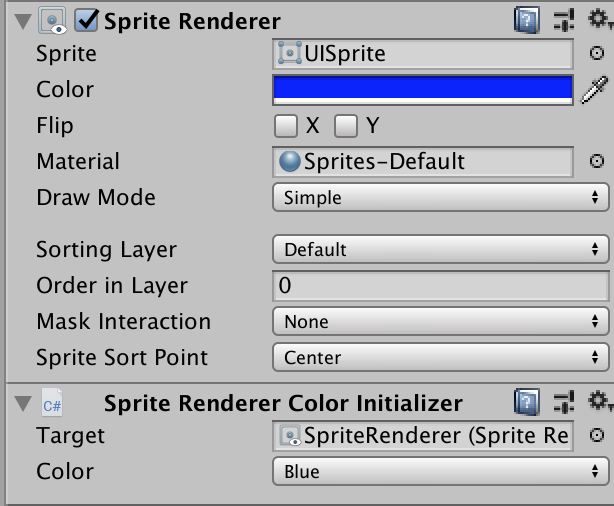 Sprite Renderer
Sprite UISprite
Color
Flip X Y
Material Sprites-Default
Draw Mode Simple
Sorting Layer Default
Order in Layer 0
Mask Interaction None
Sprite Sort Point Center
C# Sprite Renderer Color Initializer
Target SpriteRenderer (Sprite Re
Color Blue